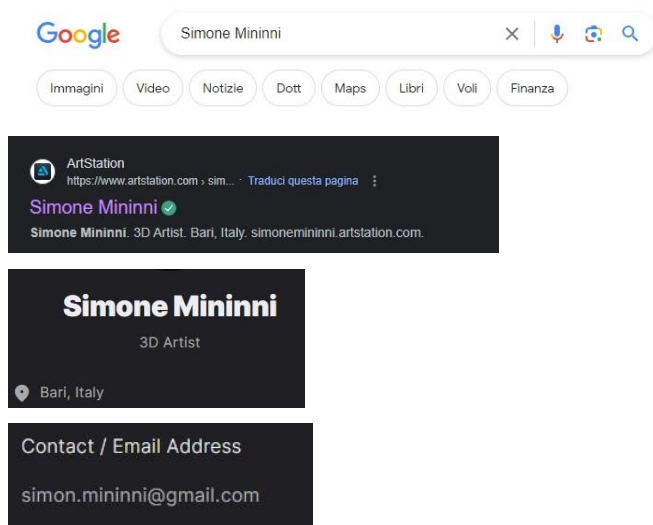 Google
Simone Mininni
Immagini Video Notizie Dott Maps Libri Voli Finanza
ArtStation
https://www.artstation.com › sim... · Traduci questa pagina
Simone Mininni
Simone Mininni. 3D Artist. Bari, Italy. simonemininni.artstation.com.
Simone Mininni
3D Artist
Bari, Italy
Contact / Email Address
simon.mininni@gmail.com